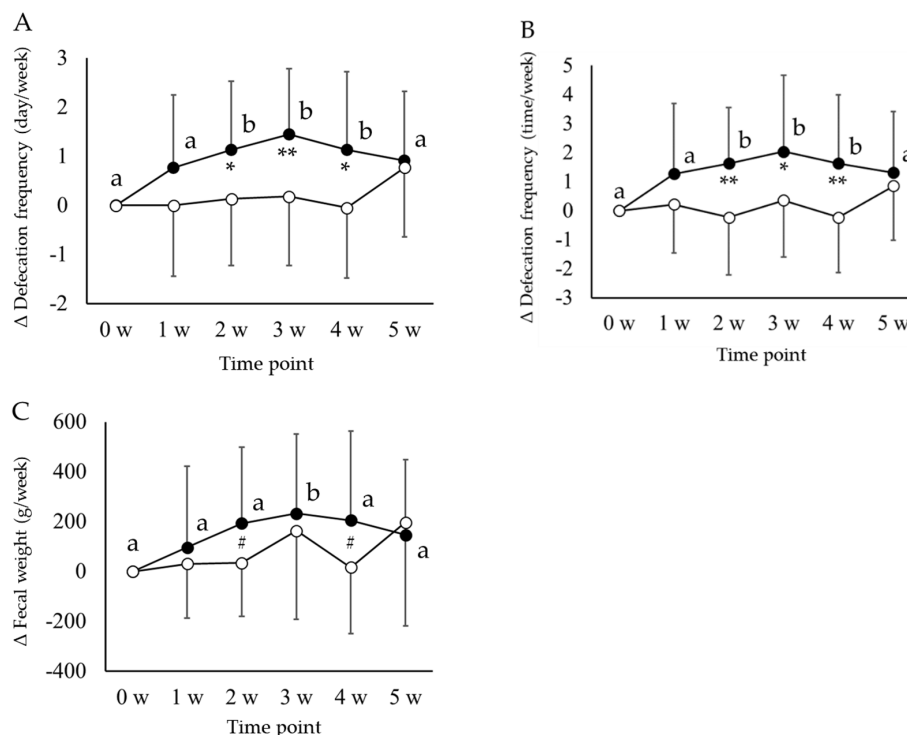 A
Δ Defecation frequency (day/week)
3
2
1
0
-1
-2
a
a
b
b
b
a
*
**
*
0 w 1 w 2 w 3 w 4 w 5 w
Time point
B
Δ Defecation frequency (time/week)
5
4
3
2
1
0
-1
-2
-3
a
a
b
b
b
a
**
*
**
0 w 1 w 2 w 3 w 4 w 5 w
Time point
C
Δ Fecal weight (g/week)
600
400
200
0
-200
-400
a
a
a
b
a
a
#
#
0 w 1 w 2 w 3 w 4 w 5 w
Time point